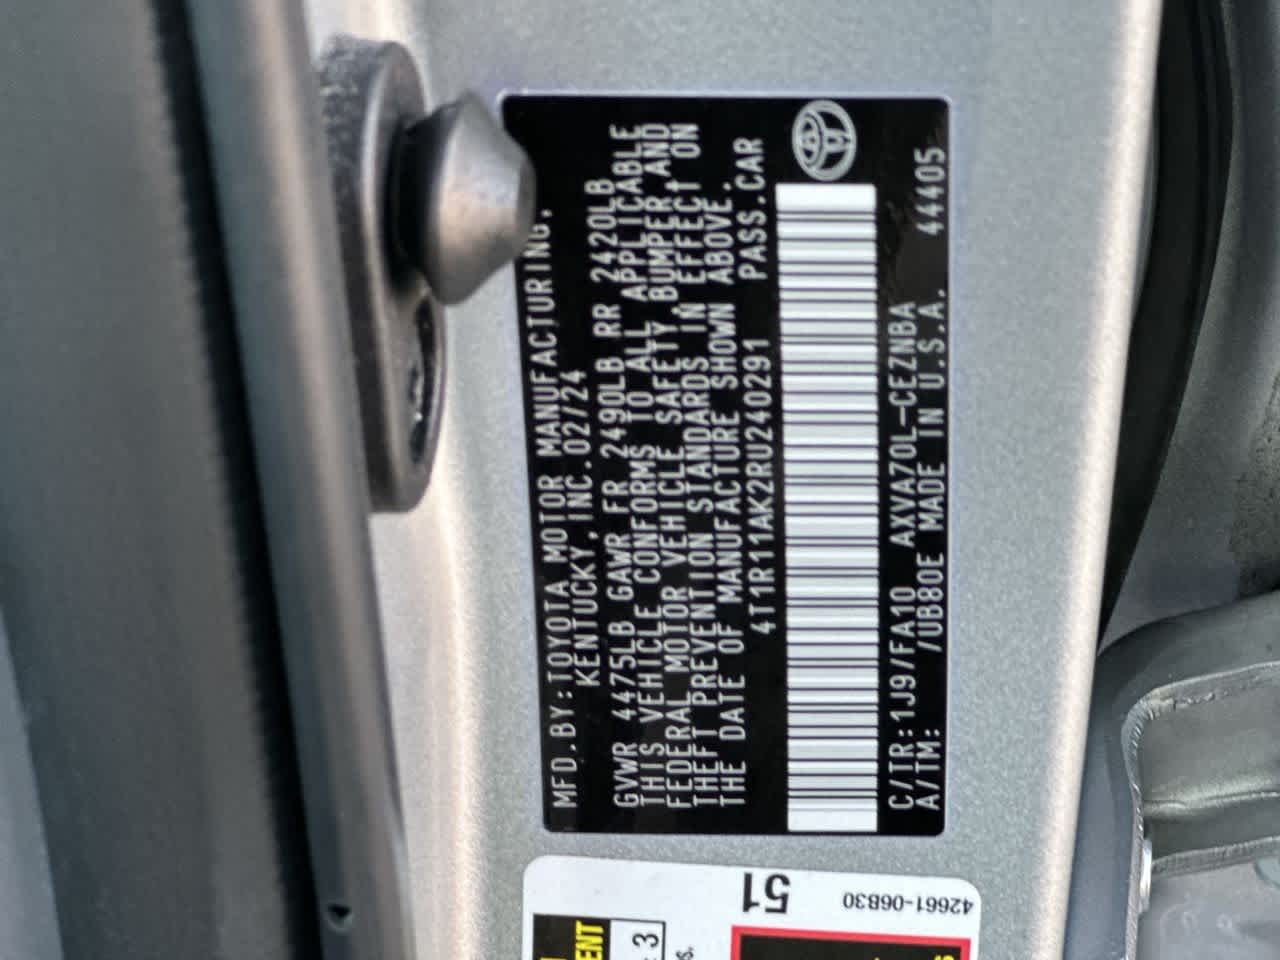 MFD.BY:TOYOTA MOTOR MANUFACTURING,
KENTUCKY,INC.02/24
GVWR 4475LB GAWR FR 2490LB RR 2420LB
THIS VEHICLE CONFORMS TO ALL APPLICABLE
FEDERAL MOTOR VEHICLE SAFETY,BUMPER AND
THEFT PREVENTION STANDARDS IN EFFECT ON
THE DATE OF MANUFACTURE SHOWN ABOVE.
4T1R11AK2RU240291 PASS.CAR
C/TR:1J9/FA10 AXVA70L-CEZNBA
A/TM: /UB80E MADE IN U.S.A. 44405
51
42661-06B30
ENT
3